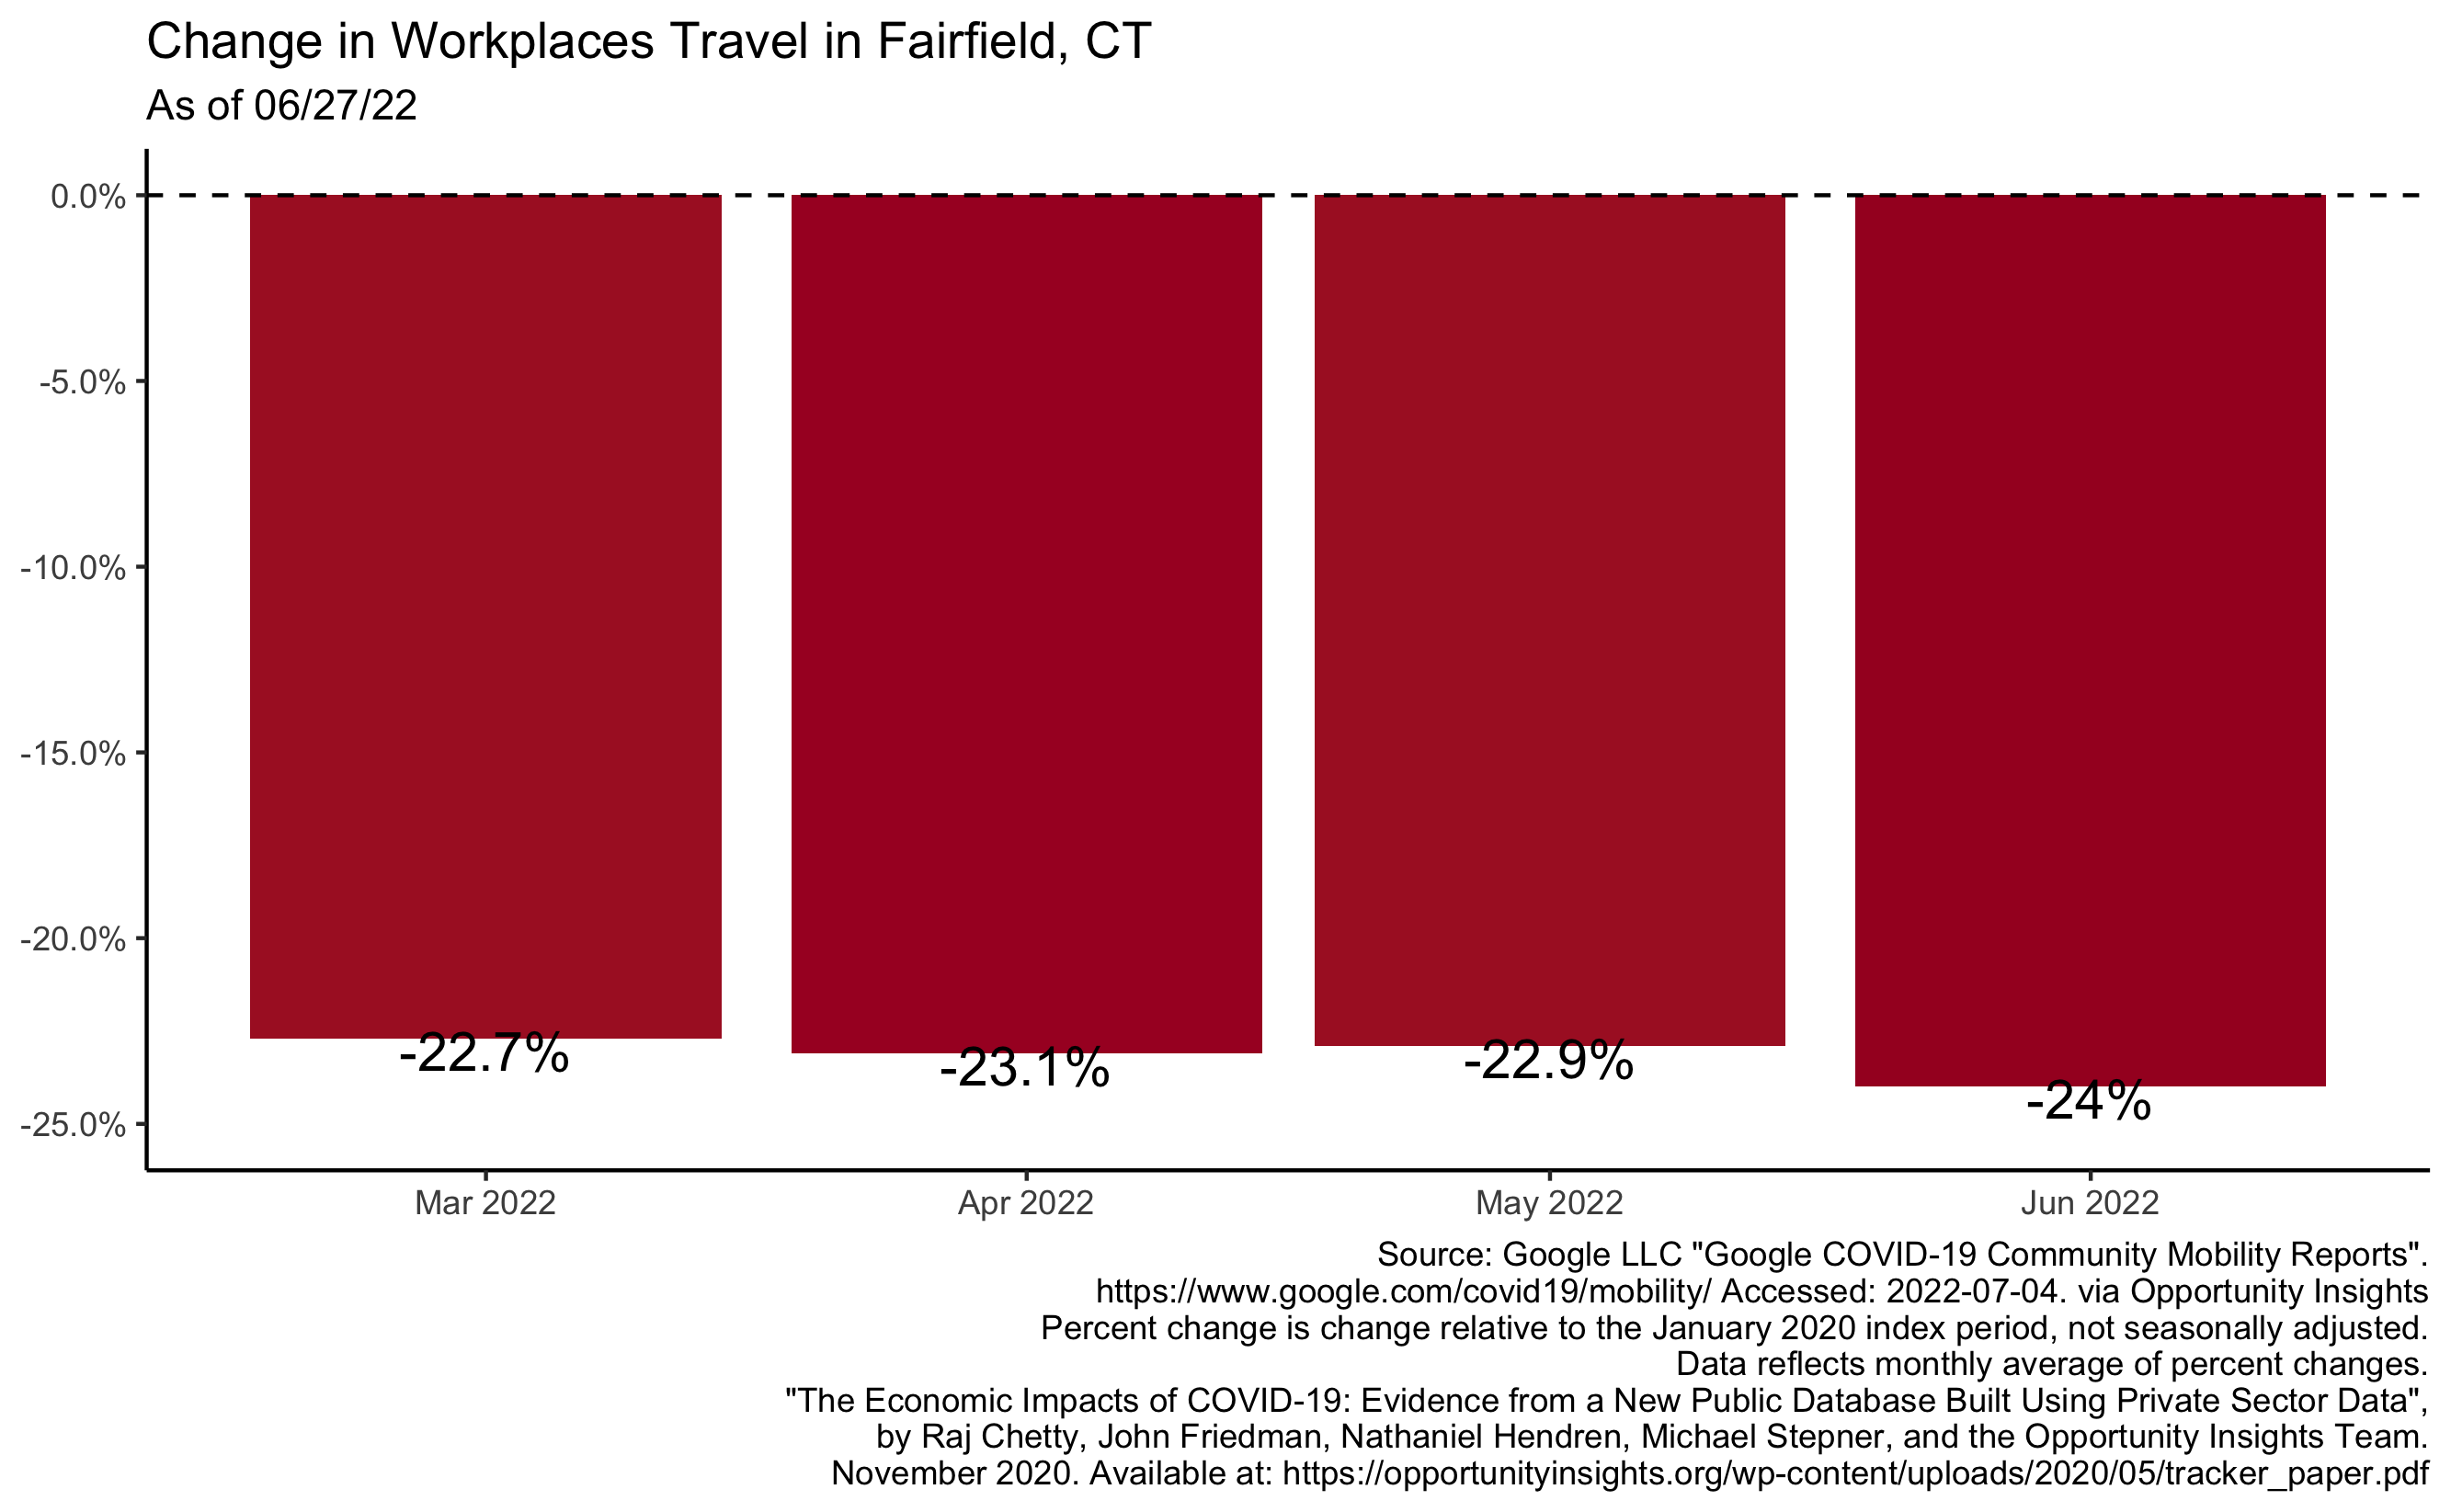 Change in Workplaces Travel in Fairfield, CT
As of 06/27/22
0.0%
-5.0%
-10.0%
-15.0%
-20.0%
-25.0%
-22.7%
-23.1%
-22.9%
-24%
Mar 2022
Apr 2022
May 2022
Jun 2022
Source: Google LLC "Google COVID-19 Community Mobility Reports".
https://www.google.com/covid19/mobility/ Accessed: 2022-07-04. via Opportunity Insights
Percent change is change relative to the January 2020 index period, not seasonally adjusted.
Data reflects monthly average of percent changes.
"The Economic Impacts of COVID-19: Evidence from a New Public Database Built Using Private Sector Data",
by Raj Chetty, John Friedman, Nathaniel Hendren, Michael Stepner, and the Opportunity Insights Team.
November 2020. Available at: https://opportunityinsights.org/wp-content/uploads/2020/05/tracker_paper.pdf